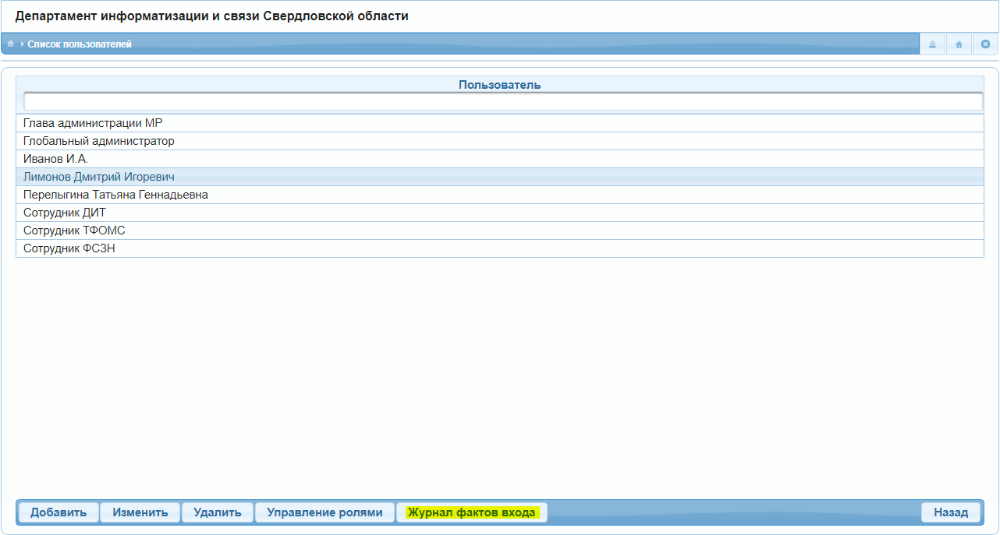 Департамент информатизации и связи Свердловской области
Список пользователей
Пользователь
Глава администрации МР
Глобальный администратор
Иванов И.А.
Лимонов Дмитрий Игоревич
Перелыгина Татьяна Геннадьевна
Сотрудник ДИТ
Сотрудник ТФОМС
Сотрудник ФСЗН
Добавить Изменить Удалить Управление ролями Журнал фактов входа Назад